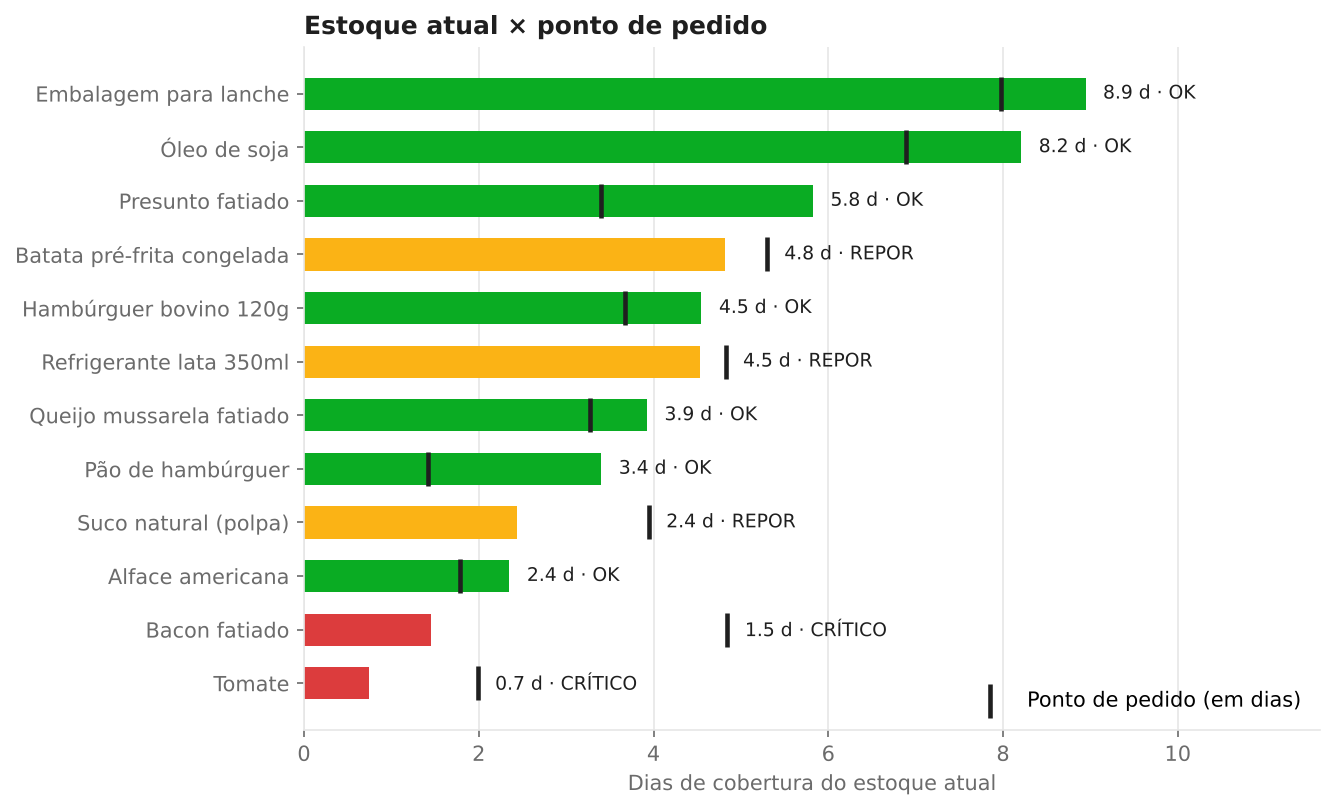 Estoque atual × ponto de pedido
Embalagem para lanche
8.9 d · OK
Óleo de soja
8.2 d · OK
Presunto fatiado
5.8 d · OK
Batata pré-frita congelada
4.8 d · REPOR
Hambúrguer bovino 120g
4.5 d · OK
Refrigerante lata 350ml
4.5 d · REPOR
Queijo mussarela fatiado
3.9 d · OK
Pão de hambúrguer
3.4 d · OK
Suco natural (polpa)
2.4 d · REPOR
Alface americana
2.4 d · OK
Bacon fatiado
1.5 d · CRÍTICO
Tomate
0.7 d · CRÍTICO
Ponto de pedido (em dias)
0 2 4 6 8 10
Dias de cobertura do estoque atual